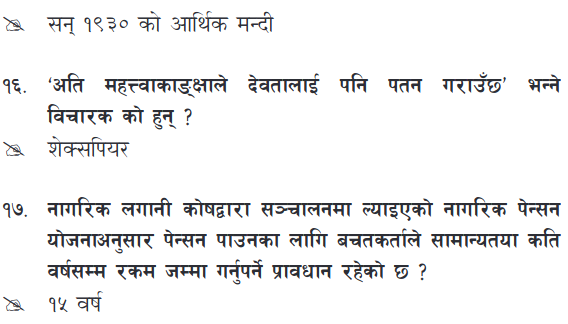 सन् १९३० को आर्थिक मन्दी
१६. ‘अति महत्त्वाकाङ्क्षाले देवतालाई पनि पतन गराउँछ’ भन्ने
विचारक को हुन् ?
शेक्सपियर
१७. नागरिक लगानी कोषद्वारा सञ्चालनमा ल्याइएको नागरिक पेन्सन
योजनाअनुसार पेन्सन पाउनका लागि बचतकर्ताले सामान्यतया कति
वर्षसम्म रकम जम्मा गर्नुपर्ने प्रावधान रहेको छ ?
१५ वर्ष